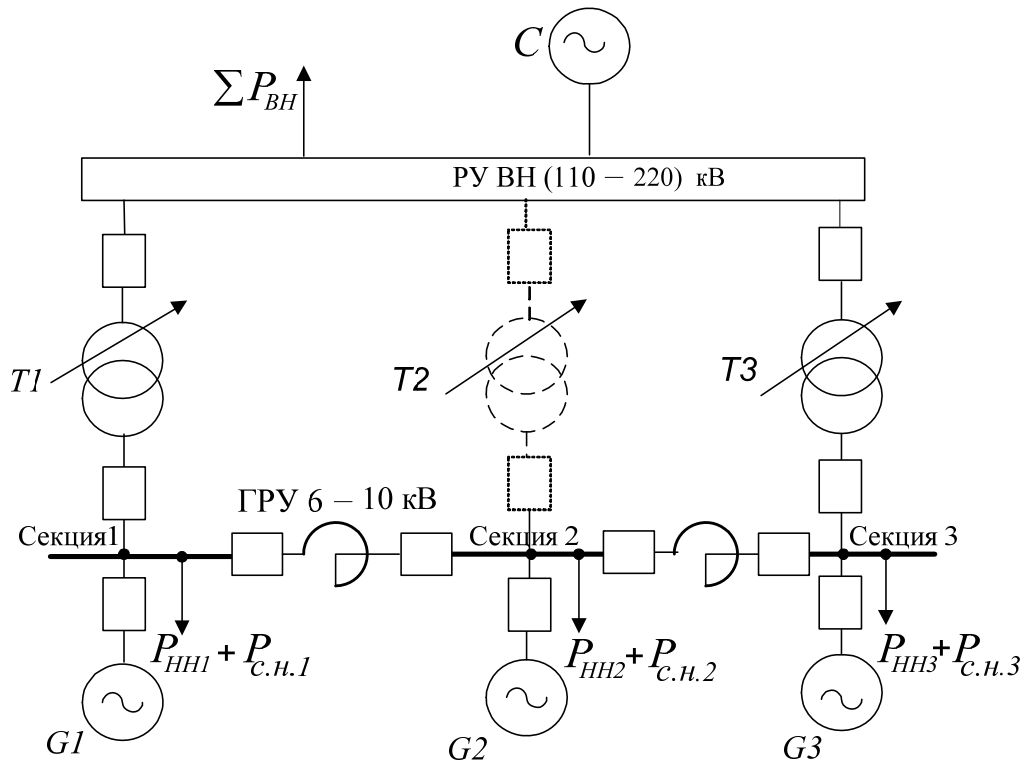 C
∑ P_ВН
РУ ВН (110 – 220) кВ
T1
T2
T3
ГРУ 6 – 10 кВ
Секция1
Секция 2
Секция 3
P_НН1 + P_с.н.1
P_НН2 + P_с.н.2
P_НН3 + P_с.н.3
G1
G2
G3